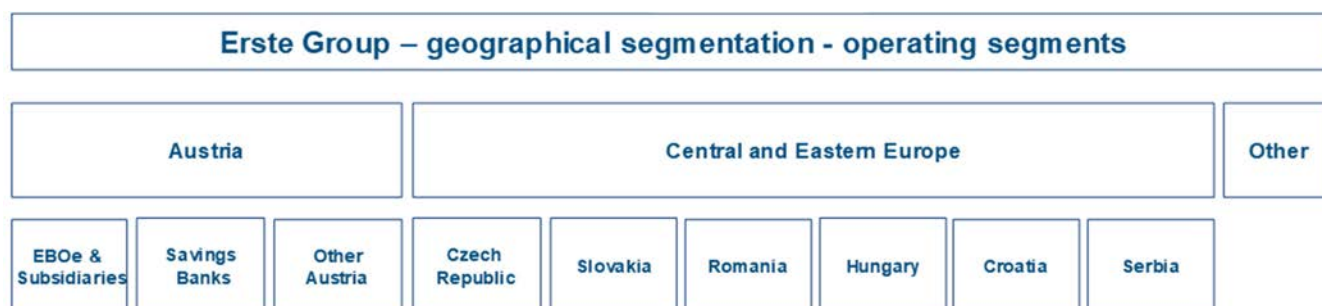 Erste Group – geographical segmentation - operating segments
Austria
Central and Eastern Europe
Other
EBOe &
Subsidiaries
Savings
Banks
Other
Austria
Czech
Republic
Slovakia
Romania
Hungary
Croatia
Serbia